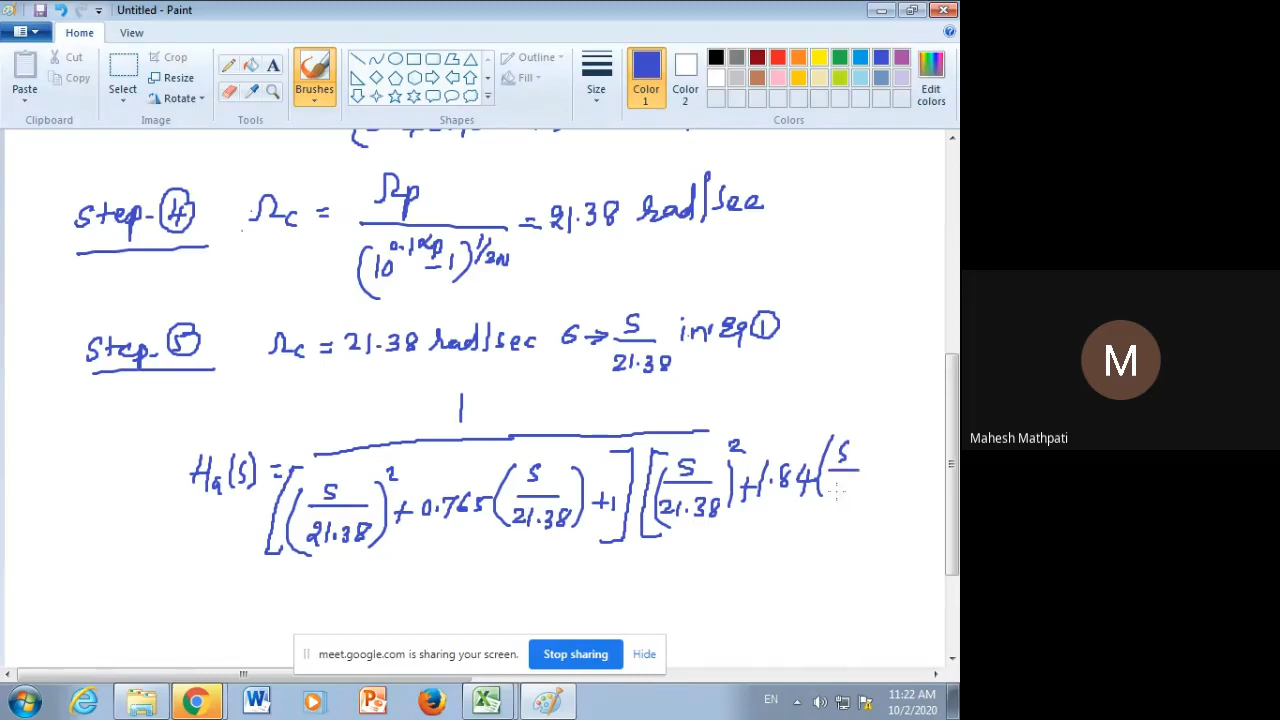 Untitled - Paint
Home View
Paste
Cut
Copy
Clipboard
Select
Crop
Resize
Rotate
Image
Tools
Brushes
Outline
Fill
Shapes
Size
Color 1
Color 2
Edit colors
Colors
Step-④ Ωc = Ωp / (10^0.1αp - 1)^1/2N = 21.38 rad/sec
Step-⑤ Ωc = 21.38 rad/sec s → s/21.38 in Eq ①
Ha(s) = 1 / [(s/21.38)^2 + 0.765 (s/21.38) + 1] [(s/21.38)^2 + 1.84 (s/
Mahesh Mathpati
M
meet.google.com is sharing your screen.
Stop sharing
Hide
EN
11:22 AM
10/2/2020